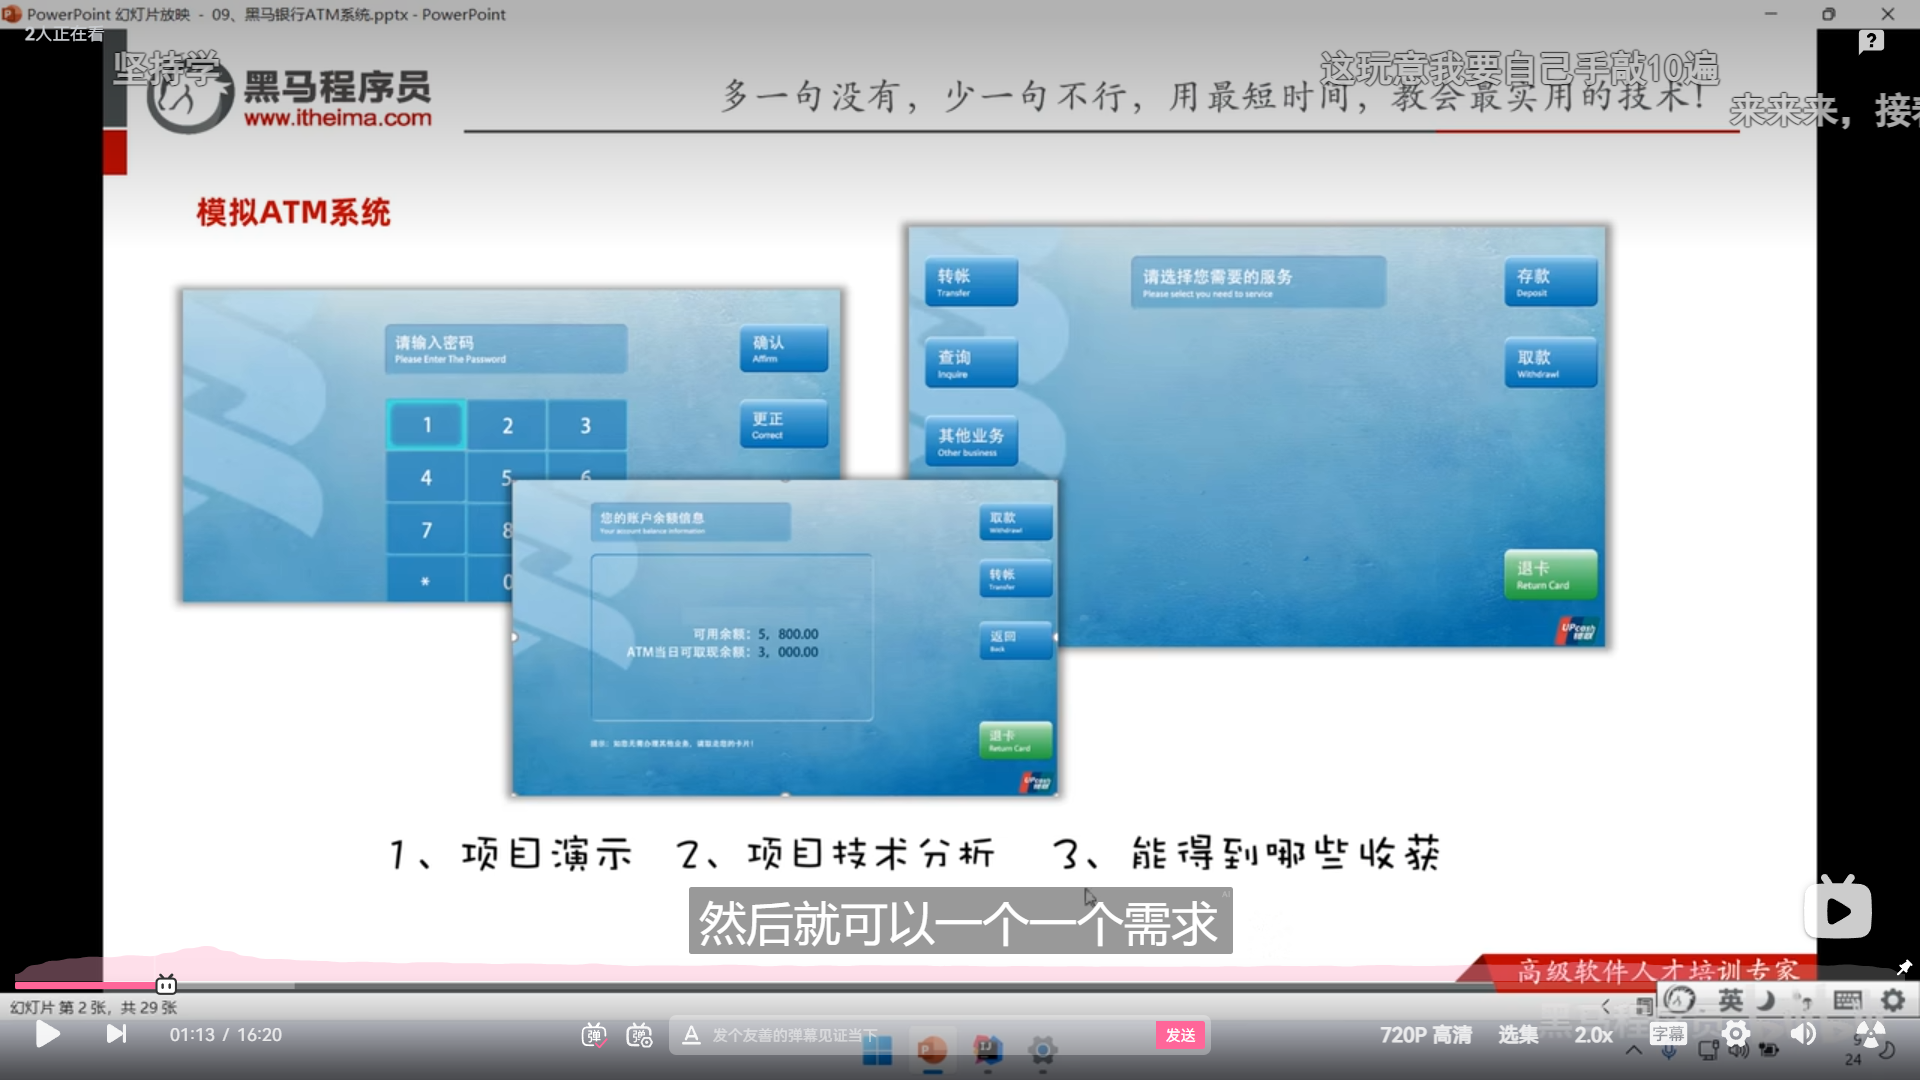 PowerPoint 幻灯片放映 - 09、黑马银行ATM系统.pptx - PowerPoint
2人正在看
坚持学
这玩意我要自己手敲10遍
来来来，接着
黑马程序员
www.itheima.com
多一句没有，少一句不行，用最短时间，教会最实用的技术！
模拟ATM系统
请输入密码
Please Enter The Password
确认
Affirm
更正
Correct
1 2 3
4 5 6
7 8
* 0
转帐
Transfer
请选择您需要的服务
Please select you need to service
存款
Deposit
查询
Inquire
取款
Withdrawl
其他业务
Other business
退卡
Return Card
UPcash
您的账户余额信息
Your account balance information
取款
Withdrawl
转帐
Transfer
返回
Back
可用余额：5，800.00
ATM当日可取现余额：3，000.00
退卡
Return Card
1、项目演示 2、项目技术分析 3、能得到哪些收获
然后就可以一个一个需求
AI
高级软件人才培训专家
幻灯片 第 2 张，共 29 张
英
01:13 / 16:20
弹
弹
A 发个友善的弹幕见证当下
发送
720P 高清
选集
2.0x
字幕
24